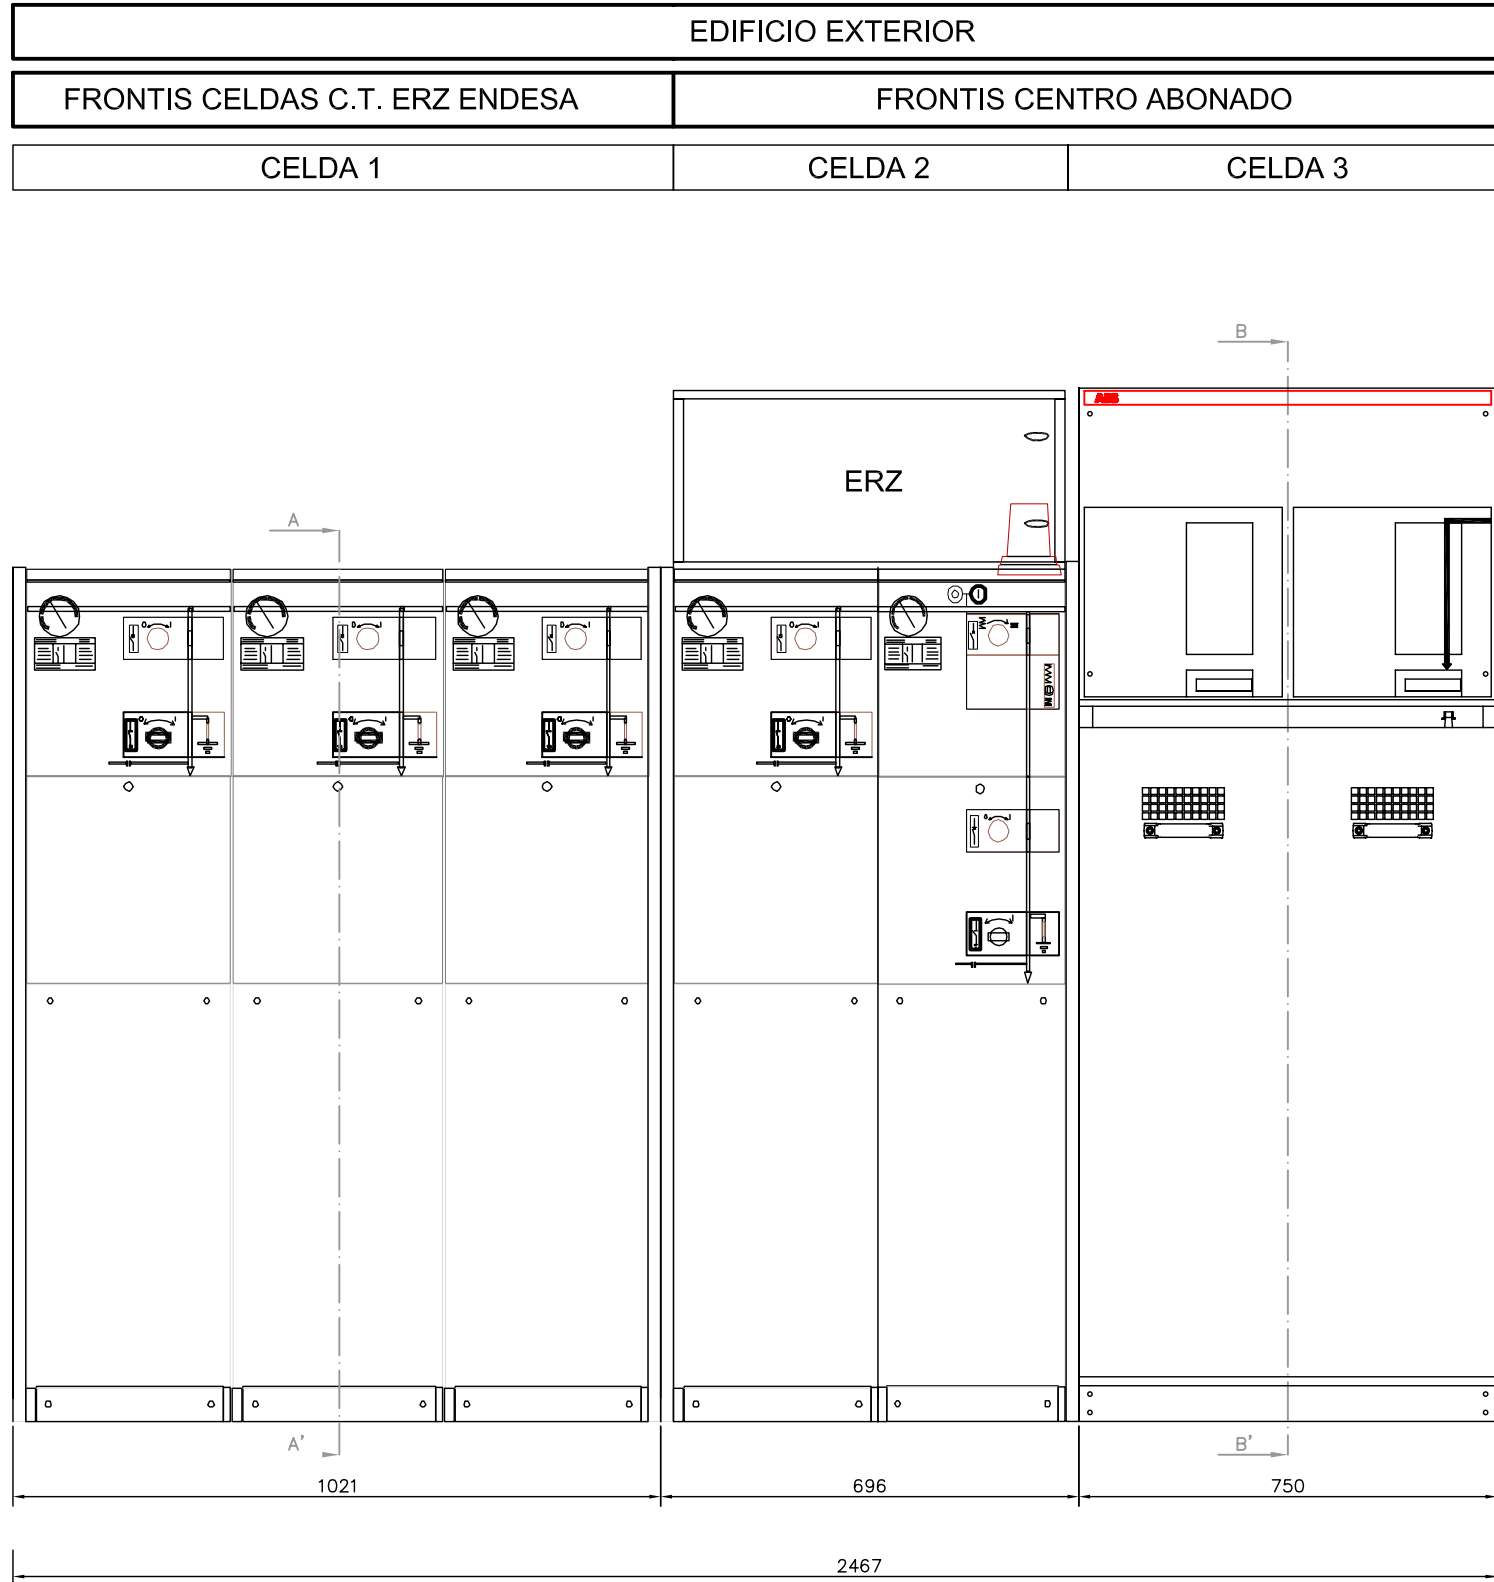 EDIFICIO EXTERIOR
FRONTIS CELDAS C.T. ERZ ENDESA
FRONTIS CENTRO ABONADO
CELDA 1
CELDA 2
CELDA 3
B
ABB
ERZ
A
A'
B'
1021
696
750
2467